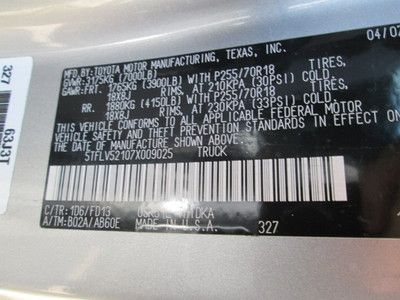 MFD. BY: TOYOTA MOTOR MANUFACTURING, TEXAS, INC. 04/07
GVWR: 3175KG (7000LB)
GAWR: FRT. 1765KG (3900LB) WITH P255/70R18 TIRES,
18X8J RIMS, AT 210KPA (30PSI) COLD.
RR. 1880KG (4150LB) WITH P255/70R18 TIRES,
18X8J RIMS, AT 230KPA (33PSI) COLD.
THIS VEHICLE CONFORMS TO ALL APPLICABLE FEDERAL MOTOR
VEHICLE SAFETY AND BUMPER STANDARDS IN EFFECT ON
THE DATE OF MANUFACTURE SHOWN ABOVE.
5TFLV52107X009025 TRUCK
C/TR: 1D6/FD13
A/TM: B02A/AB60E MADE IN U.S.A. 327
327 63J3T